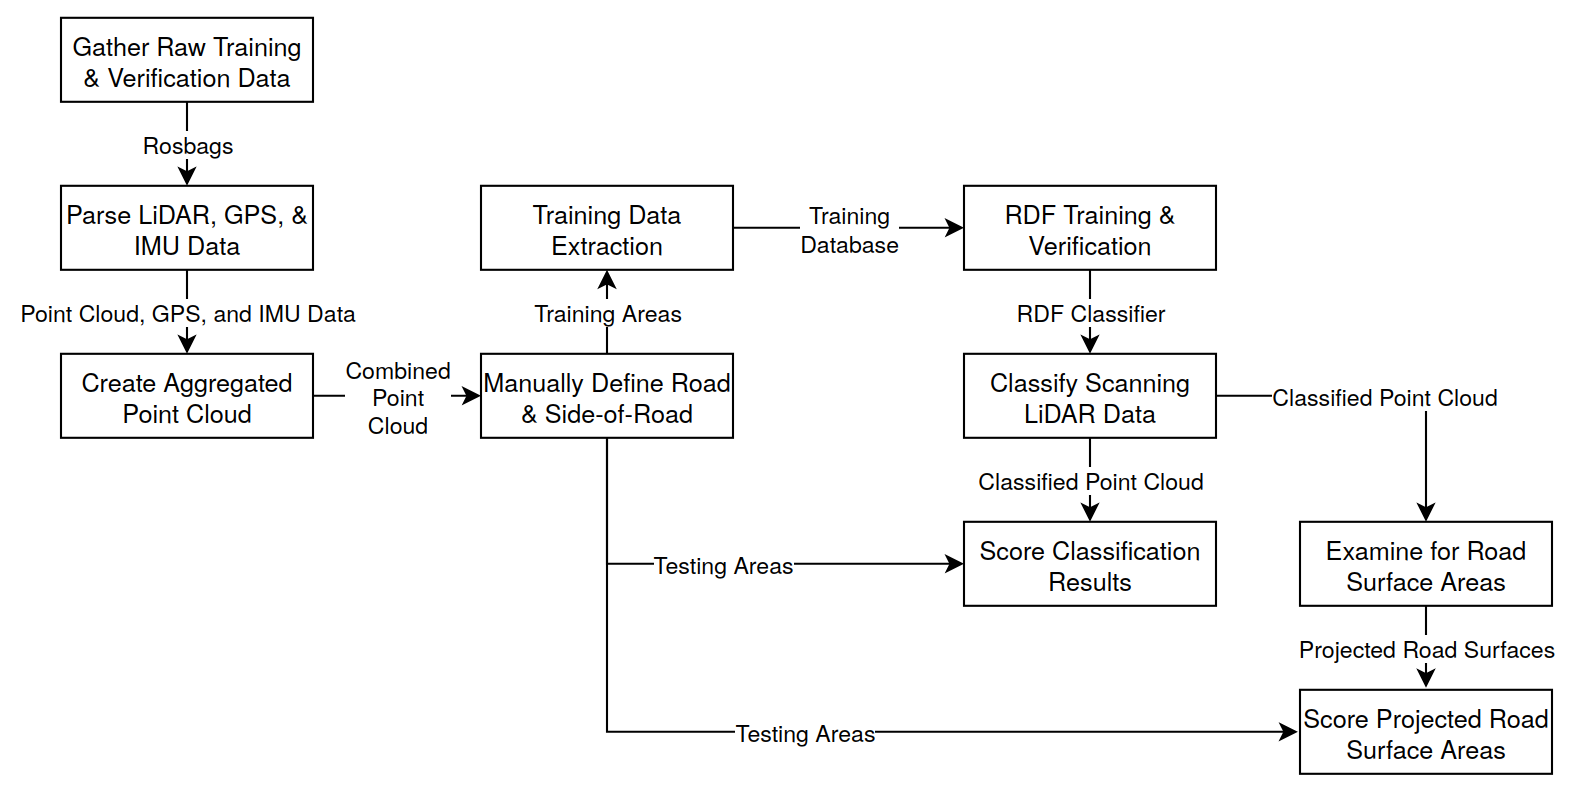 Gather Raw Training
& Verification Data
Rosbags
Parse LiDAR, GPS, &
IMU Data
Point Cloud, GPS, and IMU Data
Create Aggregated
Point Cloud
Combined
Point
Cloud
Manually Define Road
& Side-of-Road
Training Areas
Training Data
Extraction
Training
Database
RDF Training &
Verification
RDF Classifier
Classify Scanning
LiDAR Data
Classified Point Cloud
Classified Point Cloud
Testing Areas
Score Classification
Results
Examine for Road
Surface Areas
Projected Road Surfaces
Testing Areas
Score Projected Road
Surface Areas